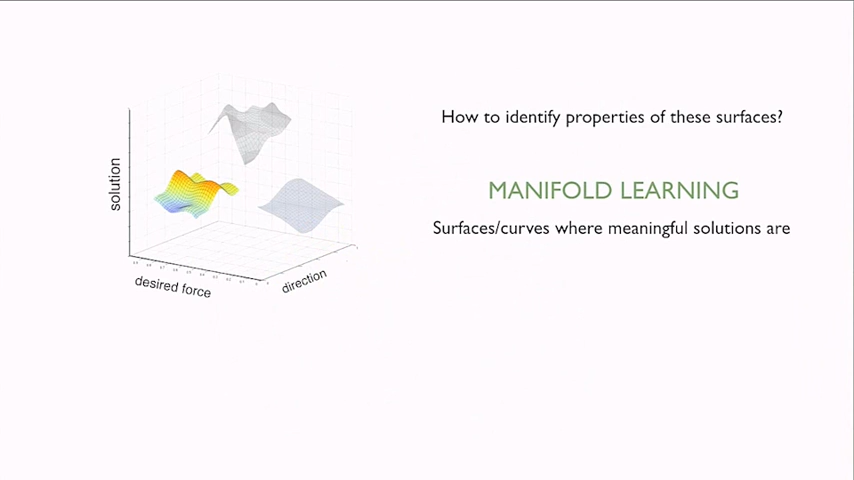 How to identify properties of these surfaces?
MANIFOLD LEARNING
Surfaces/curves where meaningful solutions are
solution
desired force
direction